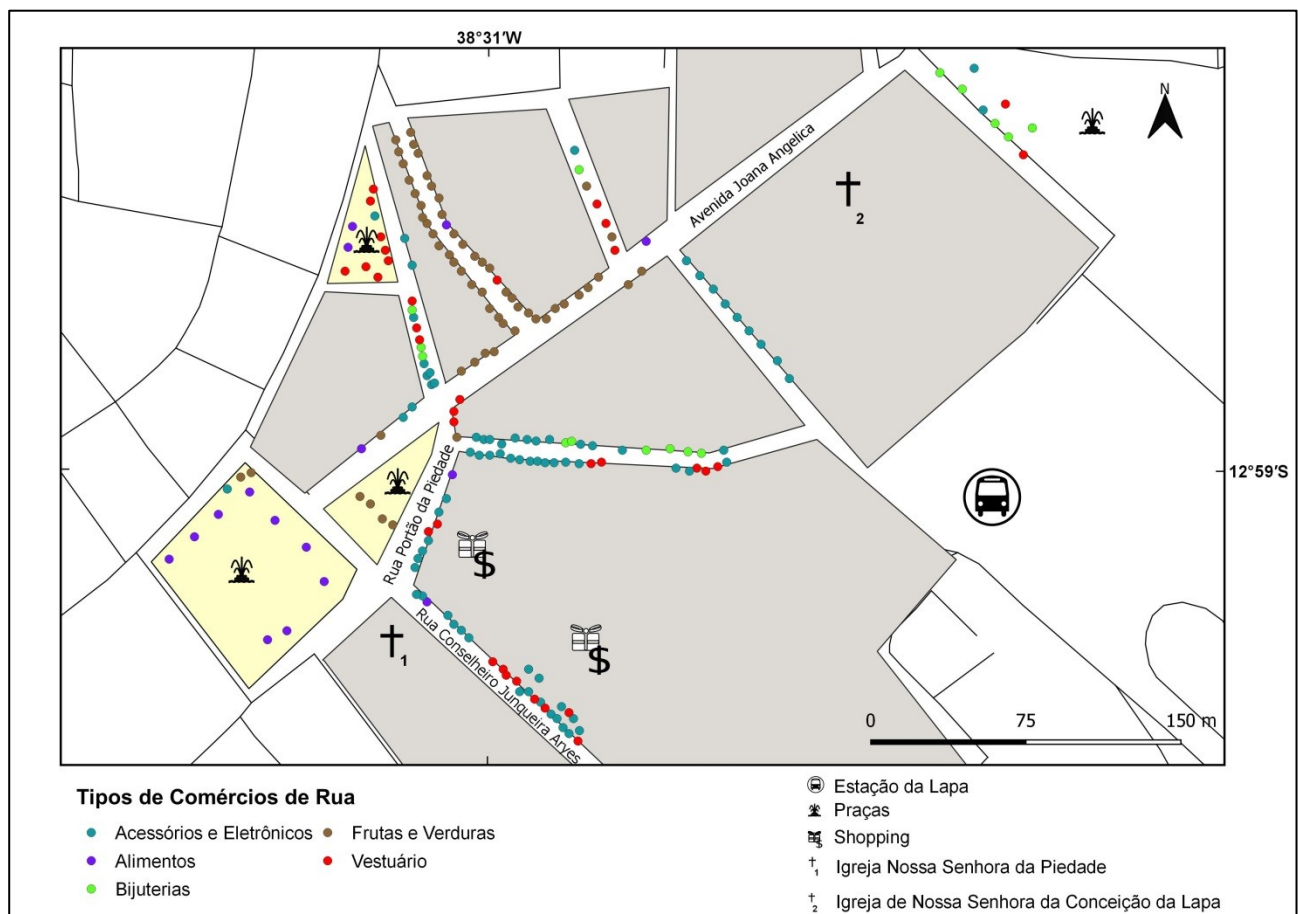 38°31'W
N
Avenida Joana Angelica
2
12°59'S
Rua Portão da Piedade
$
$
1
Rua Conselheiro Junqueira Arves
0 75 150 m
Tipos de Comércios de Rua
Acessórios e Eletrônicos
Frutas e Verduras
Alimentos
Vestuário
Bijuterias
Estação da Lapa
Praças
$ Shopping
1 Igreja Nossa Senhora da Piedade
2 Igreja de Nossa Senhora da Conceição da Lapa